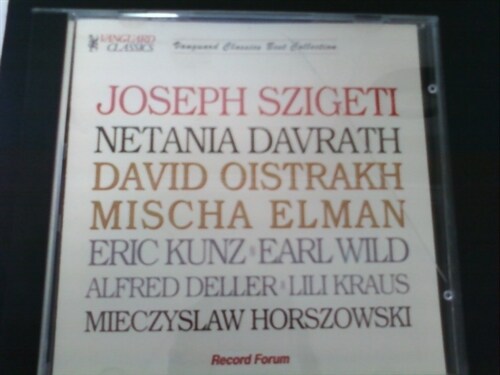 VANGUARD
CLASSICS
Vanguard Classics Best Collection
JOSEPH SZIGETI
NETANIA DAVRATH
DAVID OISTRAKH
MISCHA ELMAN
ERIC KUNZ EARL WILD
ALFRED DELLER LILI KRAUS
MIECZYSLAW HORSZOWSKI
Record Forum